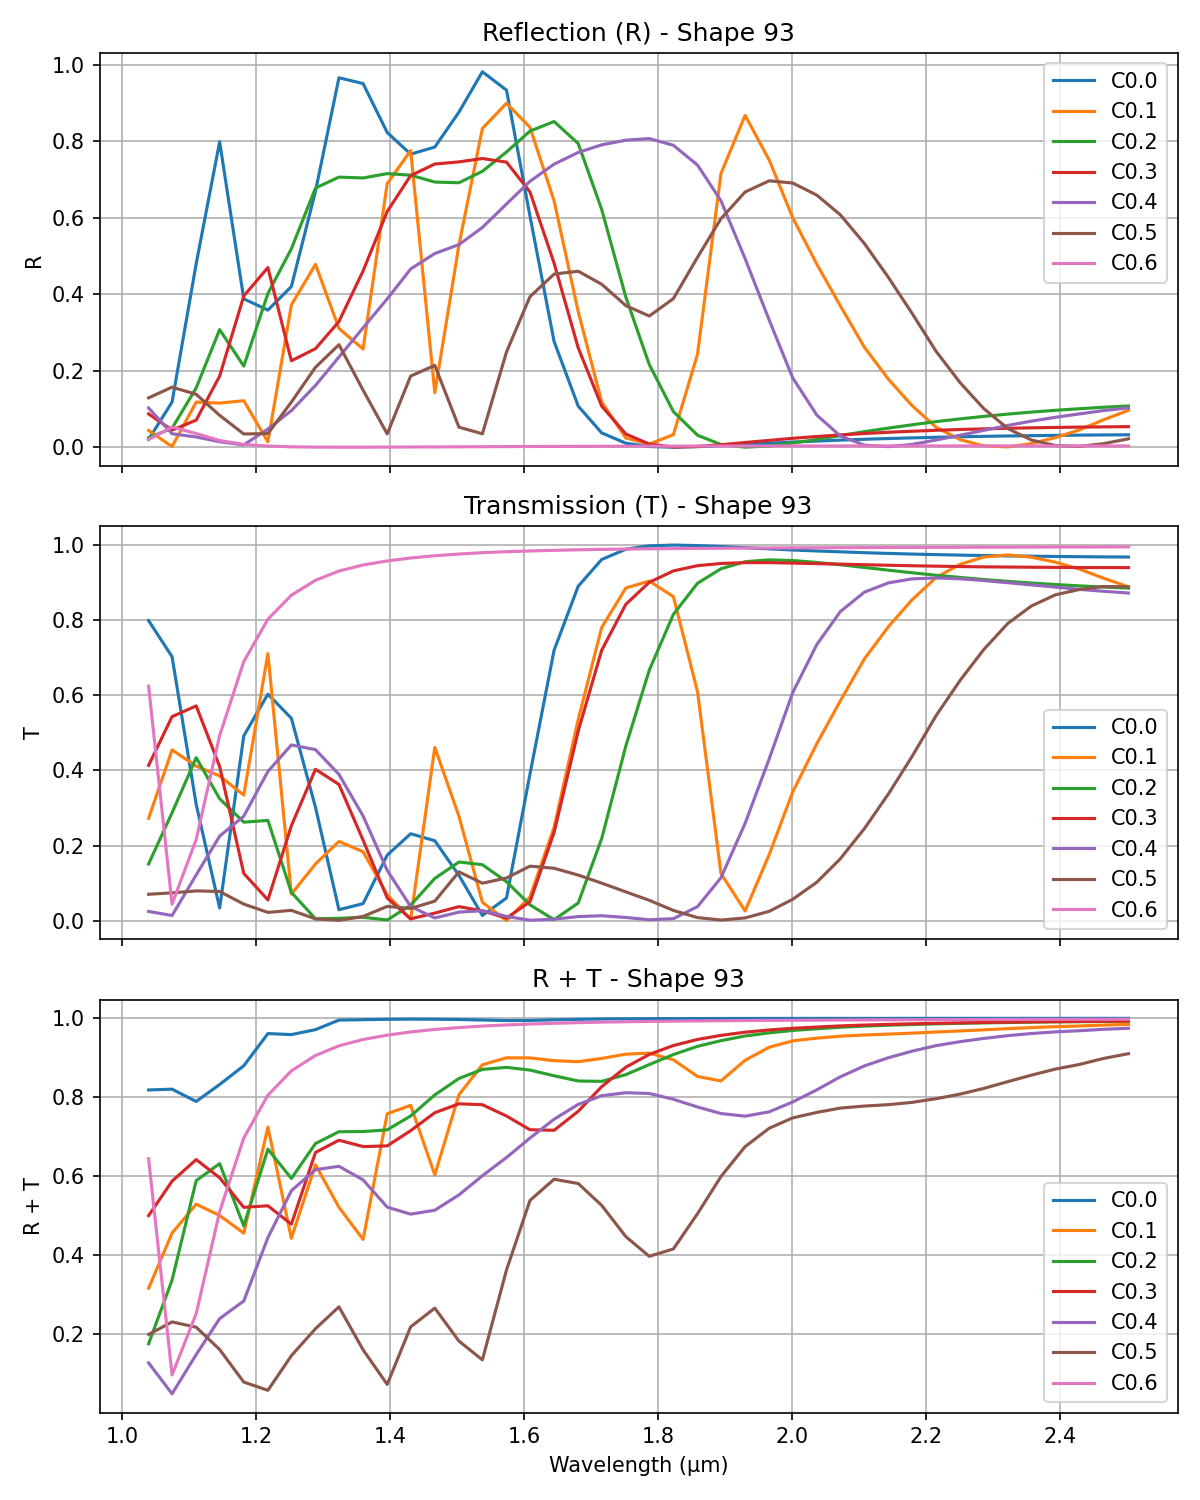 Reflection (R) - Shape 93
1.0
0.8
0.6
0.4
0.2
0.0
R
C0.0
C0.1
C0.2
C0.3
C0.4
C0.5
C0.6
Transmission (T) - Shape 93
1.0
0.8
0.6
0.4
0.2
0.0
T
C0.0
C0.1
C0.2
C0.3
C0.4
C0.5
C0.6
R + T - Shape 93
1.0
0.8
0.6
0.4
0.2
R + T
C0.0
C0.1
C0.2
C0.3
C0.4
C0.5
C0.6
1.0 1.2 1.4 1.6 1.8 2.0 2.2 2.4
Wavelength (μm)